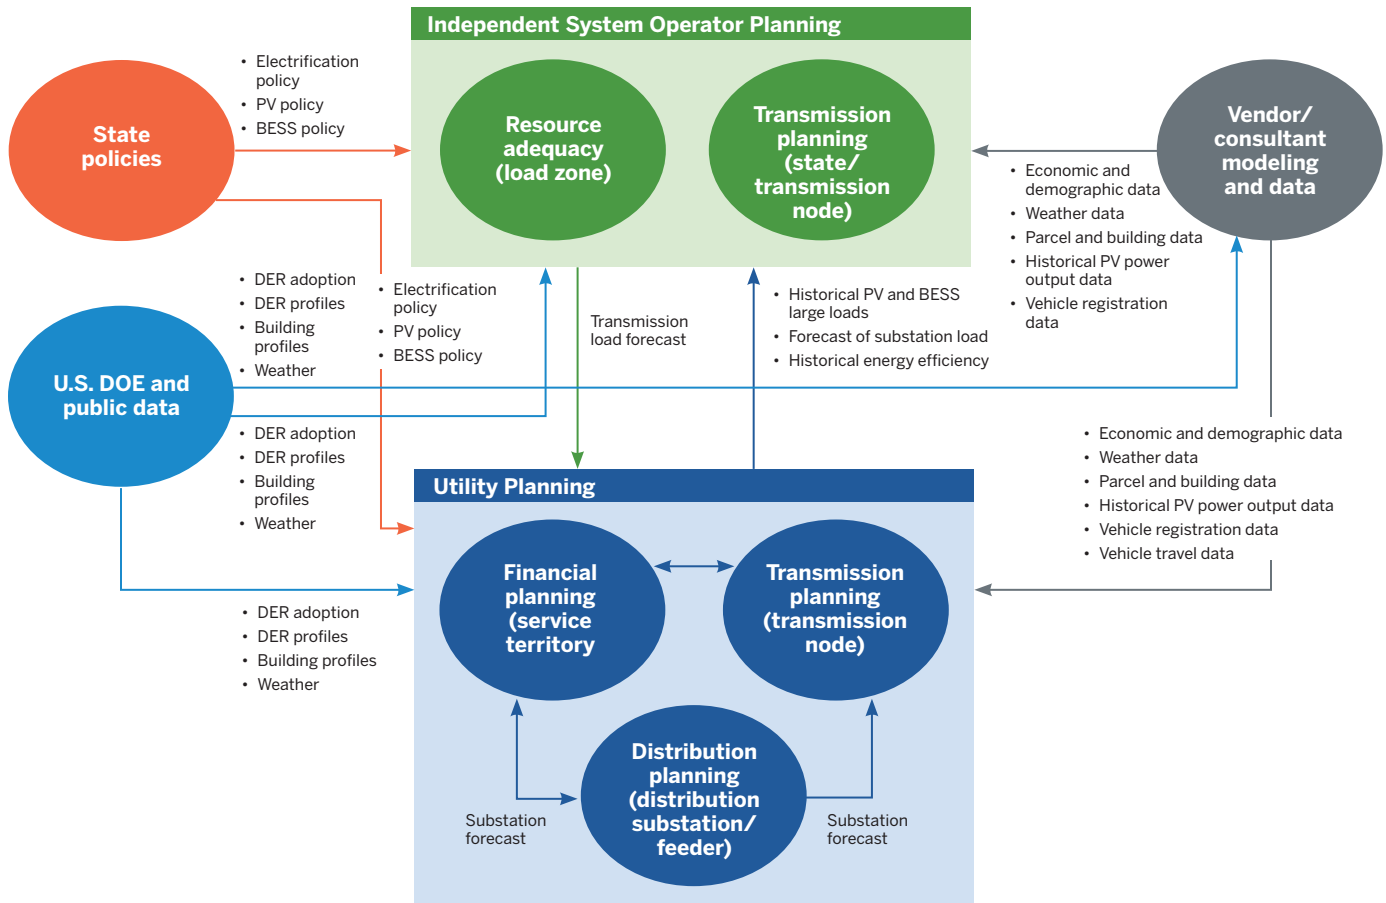 Independent System Operator Planning
State
policies
• Electrification
policy
• PV policy
• BESS policy
Resource
adequacy
(load zone)
Transmission
planning
(state/
transmission
node)
Vendor/
consultant
modeling
and data
• Economic and
demographic data
• Weather data
• Parcel and building data
• Historical PV power
output data
• Vehicle registration
data
• DER adoption
• DER profiles
• Building
profiles
• Weather
• Electrification
policy
• PV policy
• BESS policy
Transmission
load forecast
• Historical PV and BESS
large loads
• Forecast of substation load
• Historical energy efficiency
U.S. DOE and
public data
• DER adoption
• DER profiles
• Building
profiles
• Weather
• Economic and demographic data
• Weather data
• Parcel and building data
• Historical PV power output data
• Vehicle registration data
• Vehicle travel data
Utility Planning
Financial
planning
(service
territory
Transmission
planning
(transmission
node)
• DER adoption
• DER profiles
• Building profiles
• Weather
Distribution
planning
(distribution
substation/
feeder)
Substation
forecast
Substation
forecast